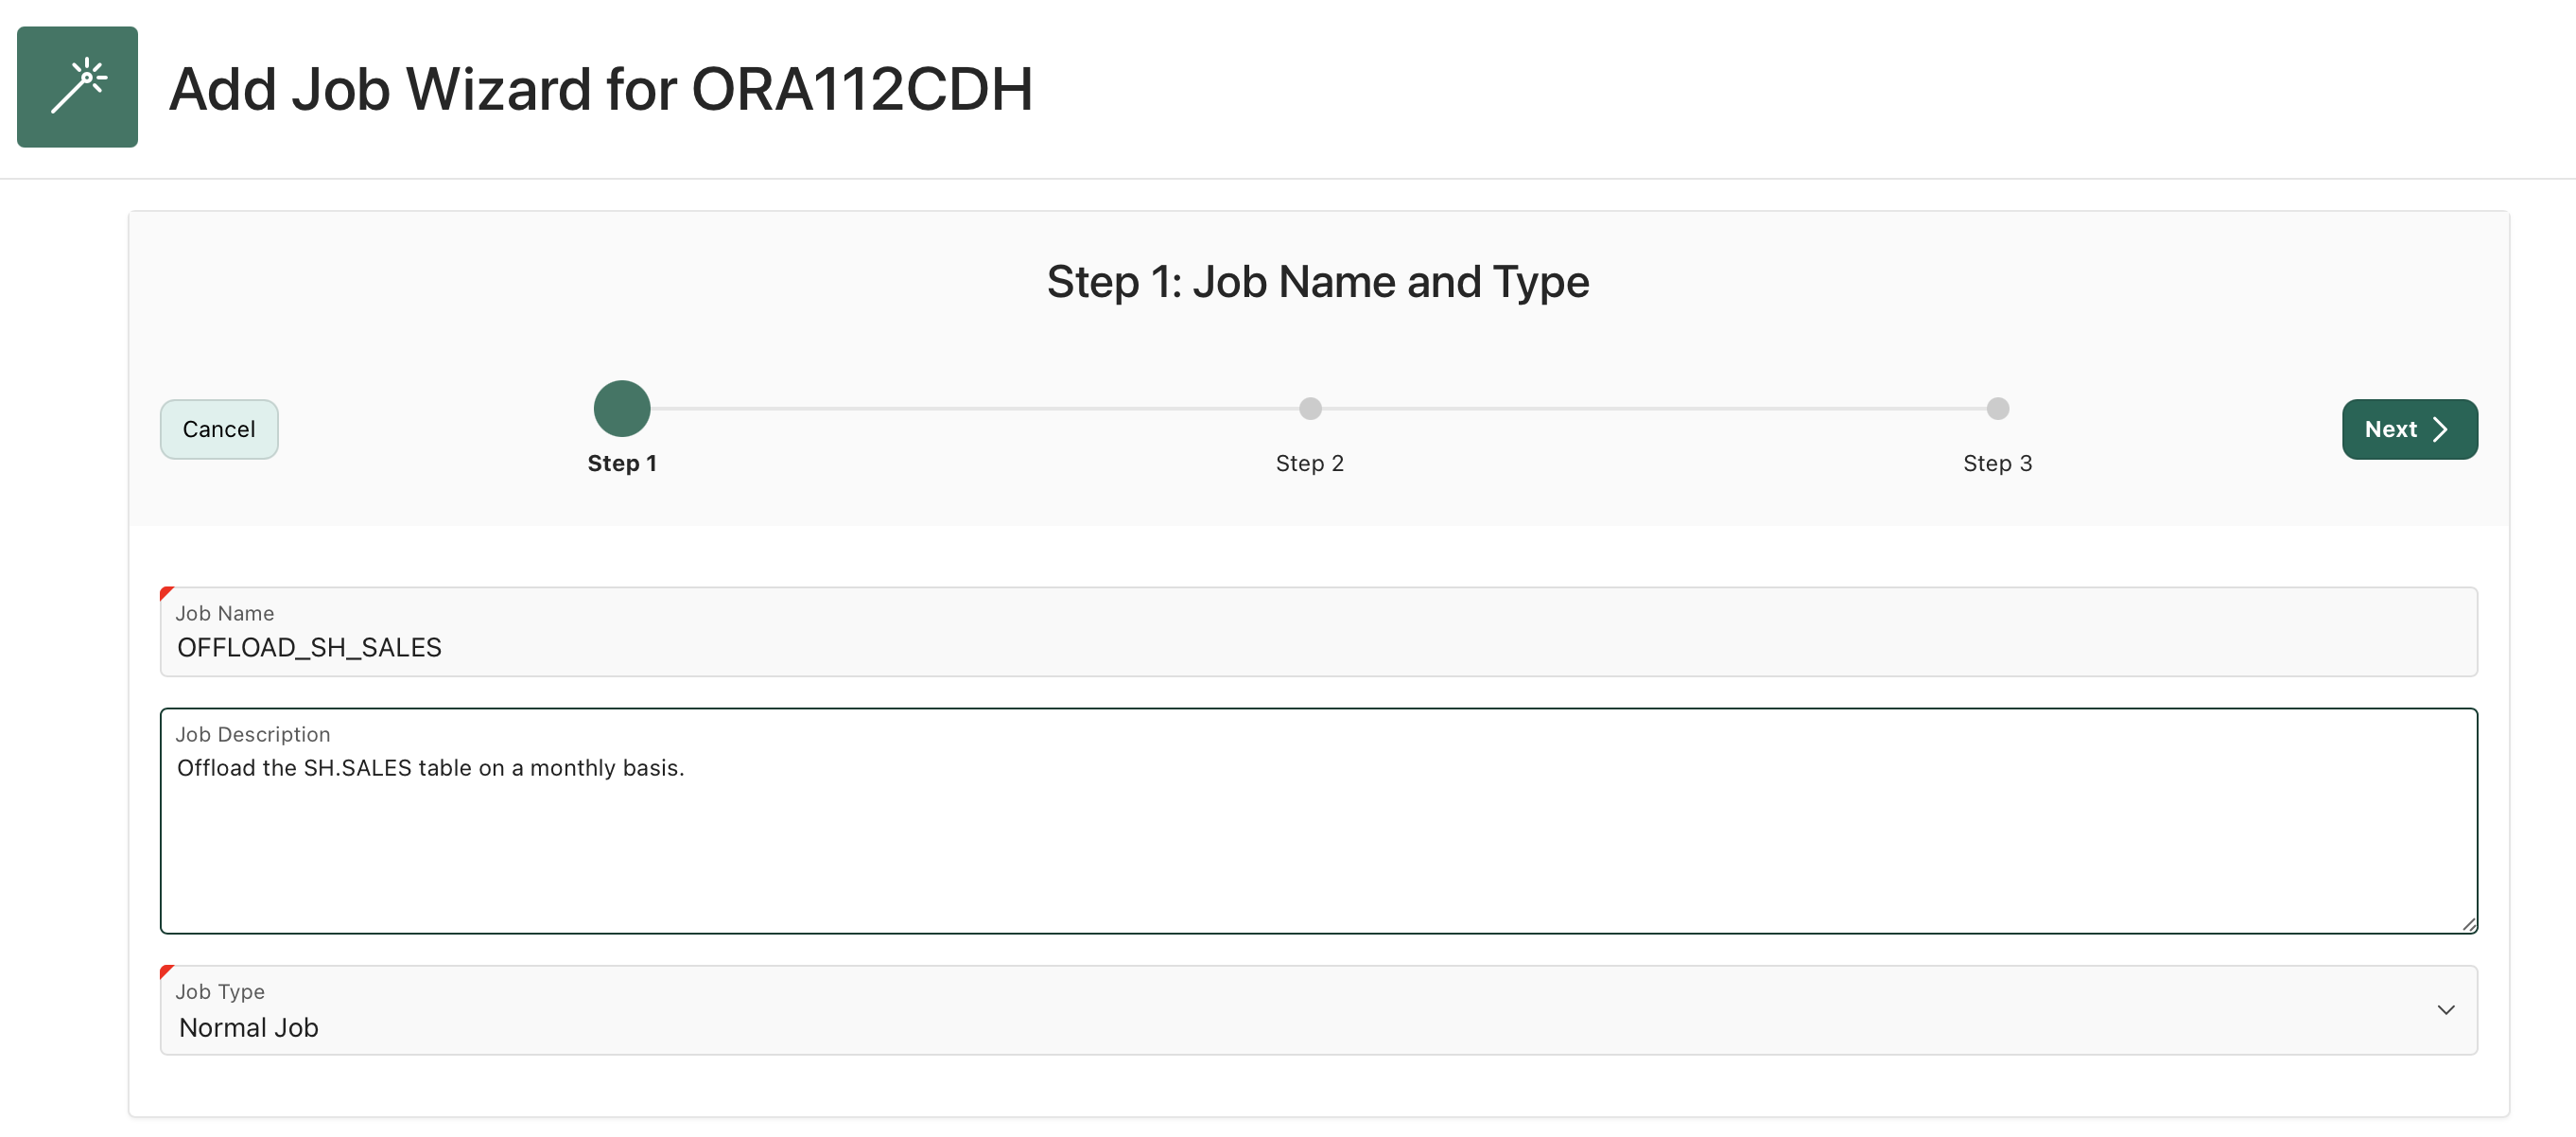 Add Job Wizard for ORA112CDH
Step 1: Job Name and Type
Cancel
Step 1
Step 2
Step 3
Next
Job Name
OFFLOAD_SH_SALES
Job Description
Offload the SH.SALES table on a monthly basis.
Job Type
Normal Job